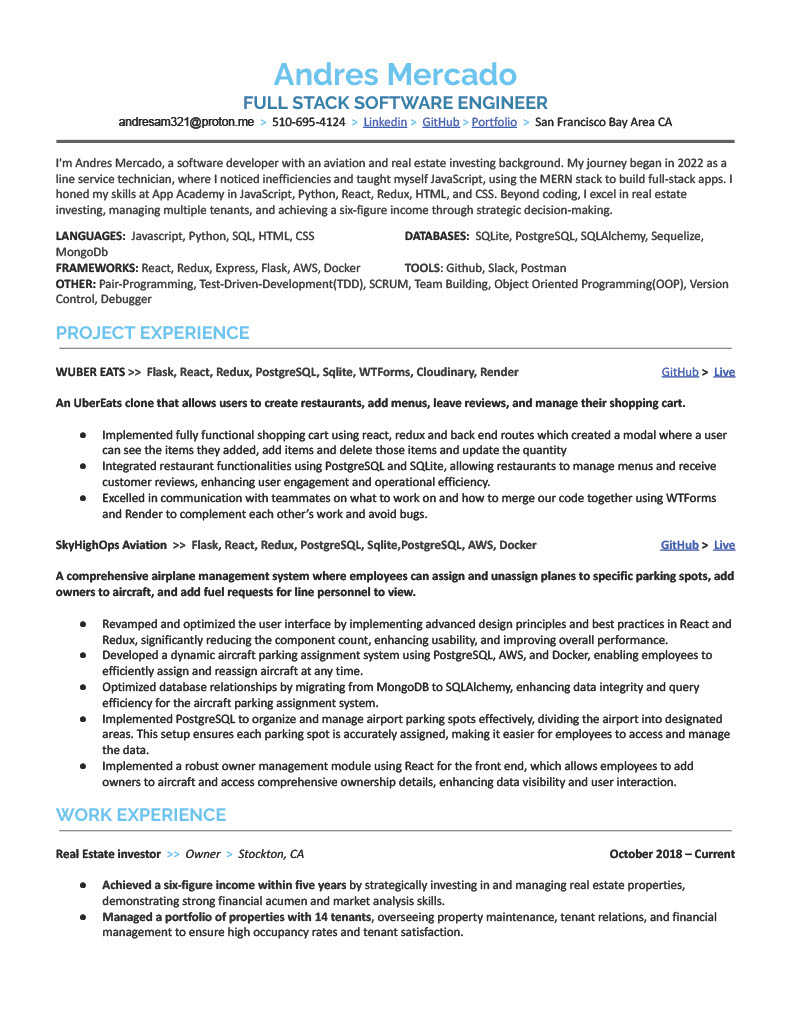 Andres Mercado
FULL STACK SOFTWARE ENGINEER
andresam321@proton.me > 510-695-4124 > Linkedin > GitHub > Portfolio > San Francisco Bay Area CA
I'm Andres Mercado, a software developer with an aviation and real estate investing background. My journey began in 2022 as a
line service technician, where I noticed inefficiencies and taught myself JavaScript, using the MERN stack to build full-stack apps. I
honed my skills at App Academy in JavaScript, Python, React, Redux, HTML, and CSS. Beyond coding, I excel in real estate
investing, managing multiple tenants, and achieving a six-figure income through strategic decision-making.
LANGUAGES: Javascript, Python, SQL, HTML, CSS DATABASES: SQLite, PostgreSQL, SQLAlchemy, Sequelize,
MongoDb
FRAMEWORKS: React, Redux, Express, Flask, AWS, Docker TOOLS: Github, Slack, Postman
OTHER: Pair-Programming, Test-Driven-Development(TDD), SCRUM, Team Building, Object Oriented Programming(OOP), Version
Control, Debugger
PROJECT EXPERIENCE
WUBER EATS >> Flask, React, Redux, PostgreSQL, Sqlite, WTForms, Cloudinary, Render GitHub > Live
An UberEats clone that allows users to create restaurants, add menus, leave reviews, and manage their shopping cart.
● Implemented fully functional shopping cart using react, redux and back end routes which created a modal where a user
can see the items they added, add items and delete those items and update the quantity
● Integrated restaurant functionalities using PostgreSQL and SQLite, allowing restaurants to manage menus and receive
customer reviews, enhancing user engagement and operational efficiency.
● Excelled in communication with teammates on what to work on and how to merge our code together using WTForms
and Render to complement each other's work and avoid bugs.
SkyHighOps Aviation >> Flask, React, Redux, PostgreSQL, Sqlite,PostgreSQL, AWS, Docker GitHub > Live
A comprehensive airplane management system where employees can assign and unassign planes to specific parking spots, add
owners to aircraft, and add fuel requests for line personnel to view.
● Revamped and optimized the user interface by implementing advanced design principles and best practices in React and
Redux, significantly reducing the component count, enhancing usability, and improving overall performance.
● Developed a dynamic aircraft parking assignment system using PostgreSQL, AWS, and Docker, enabling employees to
efficiently assign and reassign aircraft at any time.
● Optimized database relationships by migrating from MongoDB to SQLAlchemy, enhancing data integrity and query
efficiency for the aircraft parking assignment system.
● Implemented PostgreSQL to organize and manage airport parking spots effectively, dividing the airport into designated
areas. This setup ensures each parking spot is accurately assigned, making it easier for employees to access and manage
the data.
● Implemented a robust owner management module using React for the front end, which allows employees to add
owners to aircraft and access comprehensive ownership details, enhancing data visibility and user interaction.
WORK EXPERIENCE
Real Estate investor >> Owner > Stockton, CA October 2018 – Current
● Achieved a six-figure income within five years by strategically investing in and managing real estate properties,
demonstrating strong financial acumen and market analysis skills.
● Managed a portfolio of properties with 14 tenants, overseeing property maintenance, tenant relations, and financial
management to ensure high occupancy rates and tenant satisfaction.